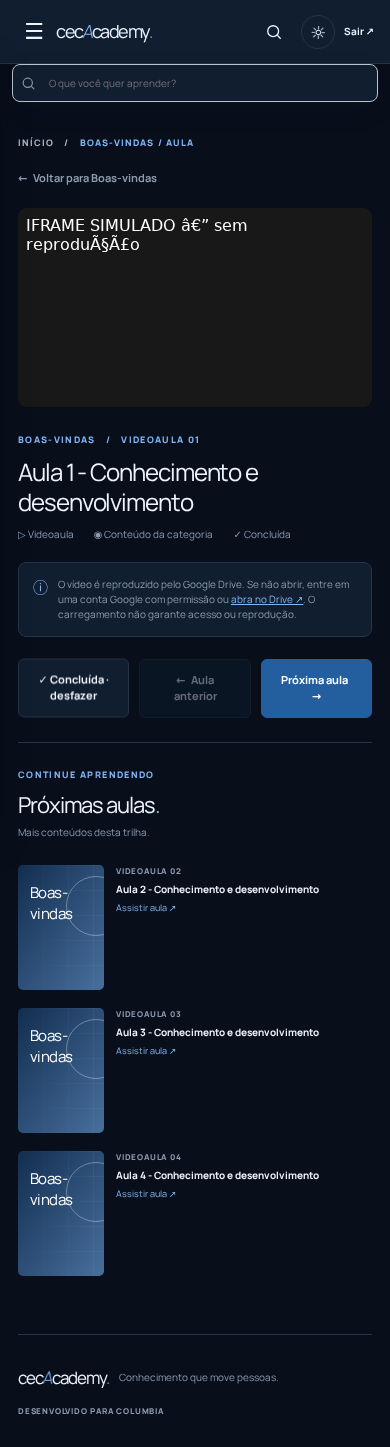 ☰ cecAcademy. Sair ↗
O que você quer aprender?
INÍCIO / BOAS-VINDAS / AULA
← Voltar para Boas-vindas
IFRAME SIMULADO â€” sem
reproduÃ§Ã£o
BOAS-VINDAS / VIDEOAULA 01
Aula 1 - Conhecimento e
desenvolvimento
▷ Videoaula ◉ Conteúdo da categoria ✓ Concluída
ⓘ O vídeo é reproduzido pelo Google Drive. Se não abrir, entre em
uma conta Google com permissão ou abra no Drive ↗. O
carregamento não garante acesso ou reprodução.
✓ Concluída ·
desfazer
← Aula
anterior
Próxima aula
→
CONTINUE APRENDENDO
Próximas aulas.
Mais conteúdos desta trilha.
Boas-
vindas
VIDEOAULA 02
Aula 2 - Conhecimento e desenvolvimento
Assistir aula ↗
Boas-
vindas
VIDEOAULA 03
Aula 3 - Conhecimento e desenvolvimento
Assistir aula ↗
Boas-
vindas
VIDEOAULA 04
Aula 4 - Conhecimento e desenvolvimento
Assistir aula ↗
cecAcademy. Conhecimento que move pessoas.
DESENVOLVIDO PARA COLUMBIA